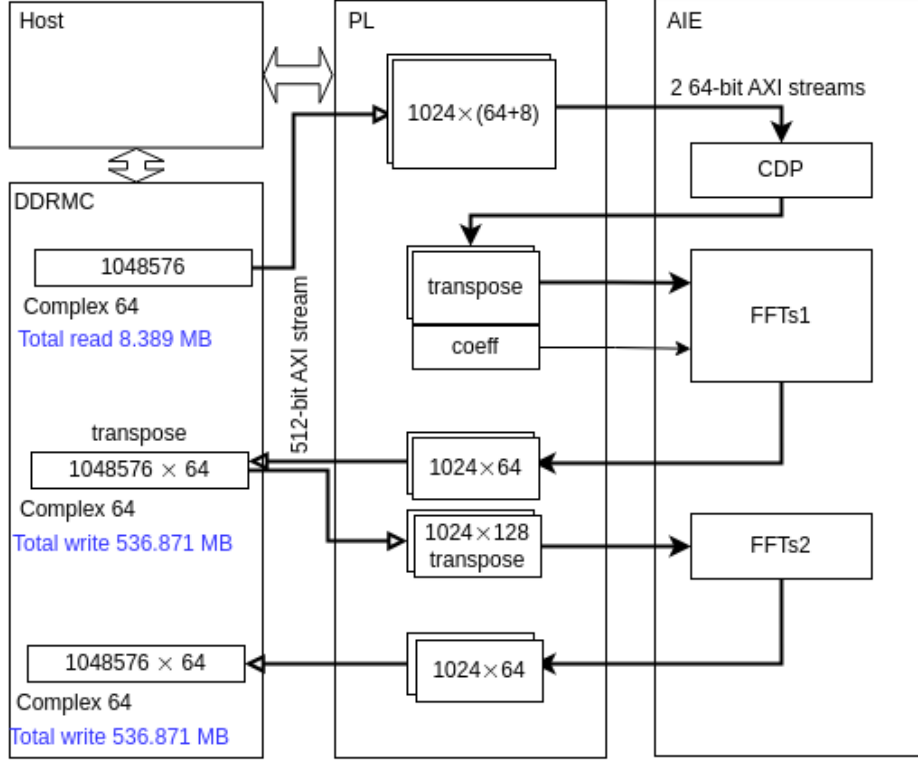 Host
PL
AIE
2 64-bit AXI streams
1024×(64+8)
CDP
DDRMC
1048576
Complex 64
Total read 8.389 MB
512-bit AXI stream
transpose
coeff
FFTs1
transpose
1048576 × 64
Complex 64
Total write 536.871 MB
1024×64
1024×128
transpose
FFTs2
1048576 × 64
Complex 64
Total write 536.871 MB
1024×64